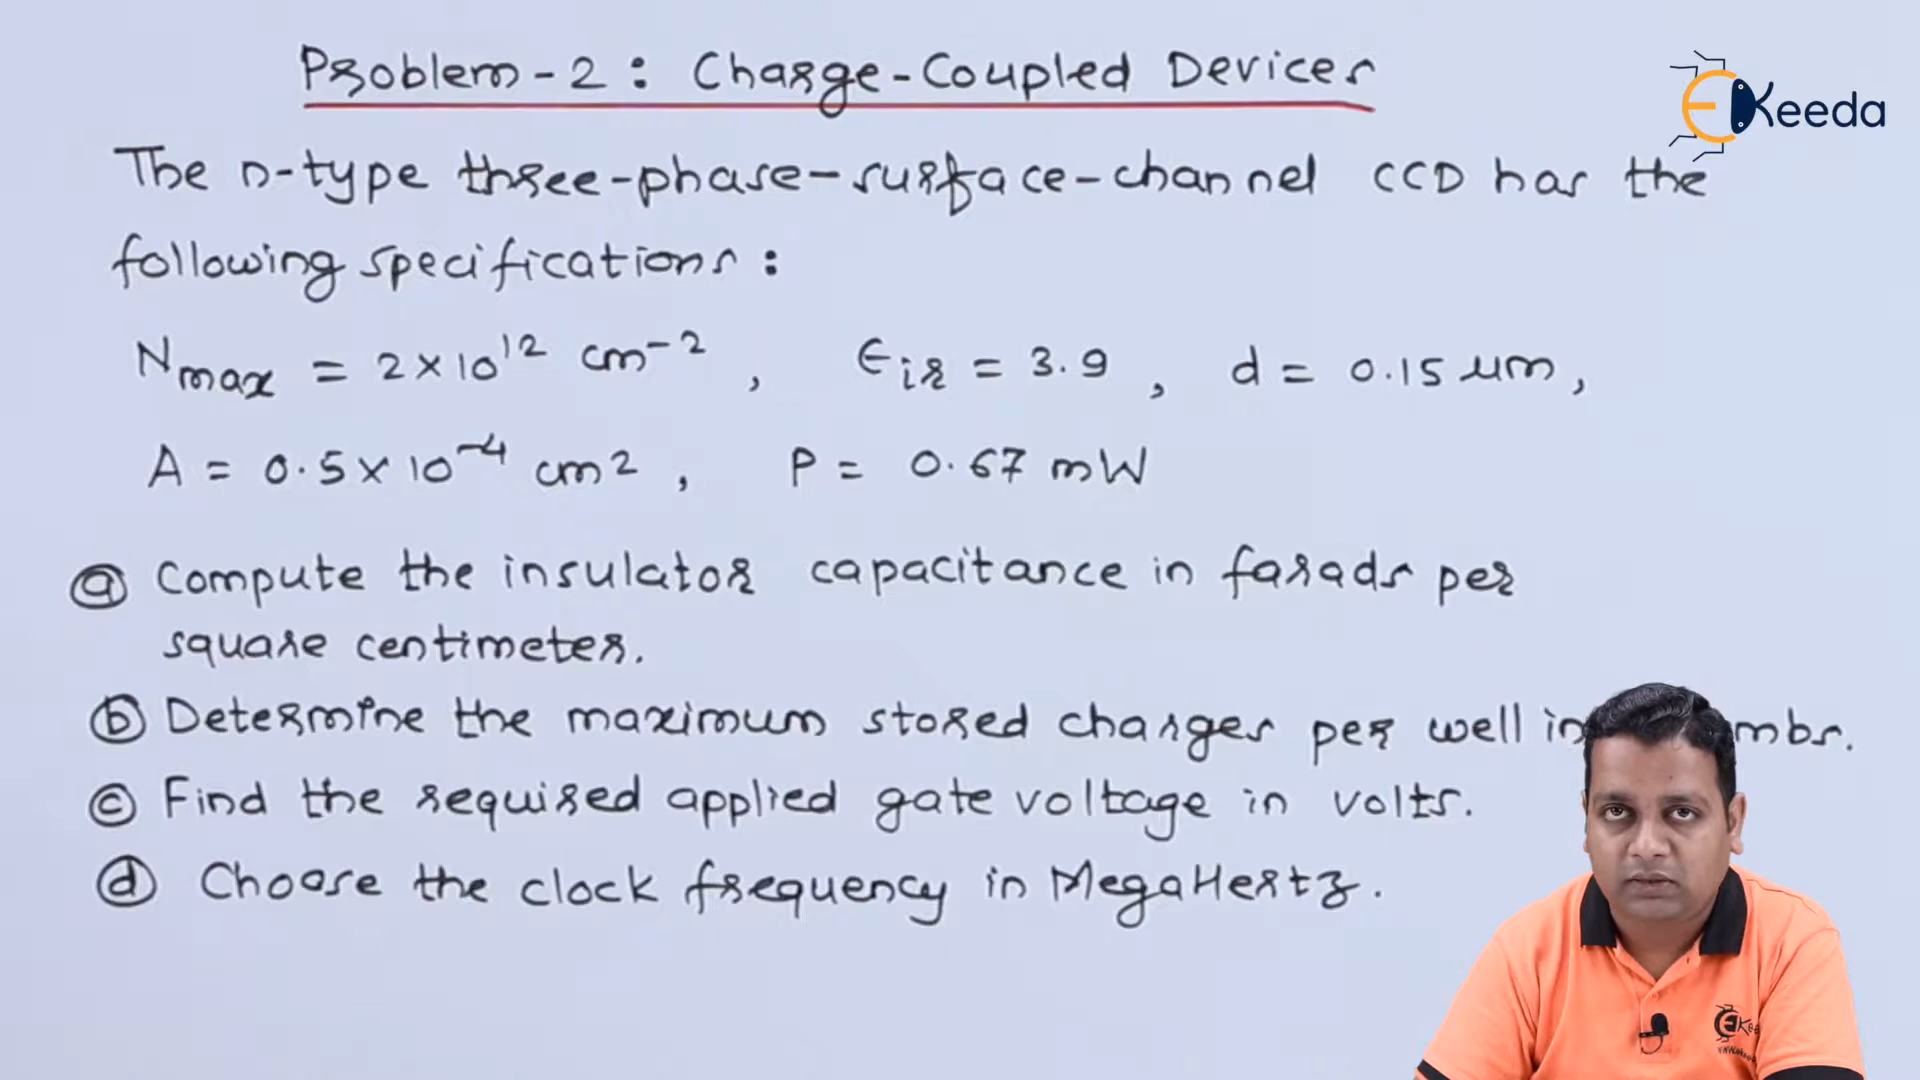 Problem-2 : Charge-Coupled Devices
EKeeda
The n-type three-phase-surface-channel CCD has the
following specifications :
Nmax = 2×10¹² cm⁻² , ϵir = 3.9 , d = 0.15 μm ,
A = 0.5×10⁻⁴ cm² , P = 0.67 mW
ⓐ Compute the insulator capacitance in farads per
square centimeter.
ⓑ Determine the maximum stored charges per well in
ⓒ Find the required applied gate voltage in volts.
ⓓ Choose the clock frequency in MegaHertz.